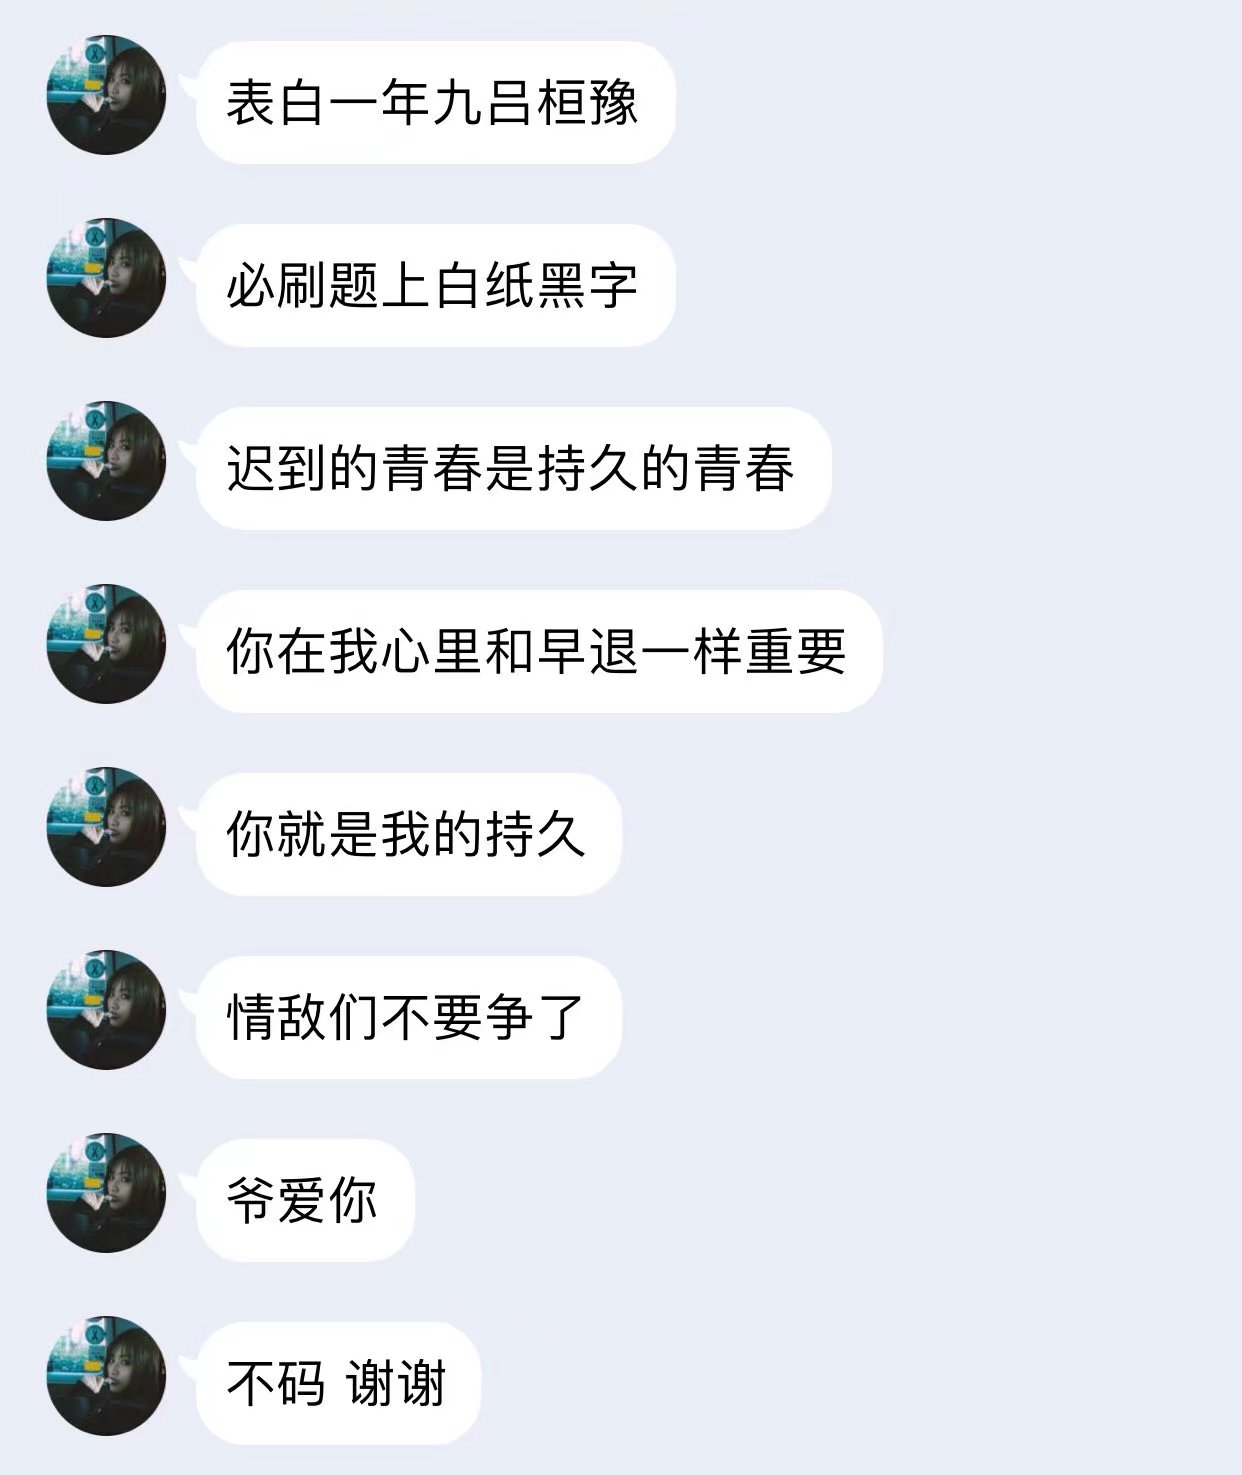 表白一年九吕桓豫
必刷题上白纸黑字
迟到的青春是持久的青春
你在我心里和早退一样重要
你就是我的持久
情敌们不要争了
爷爱你
不码 谢谢